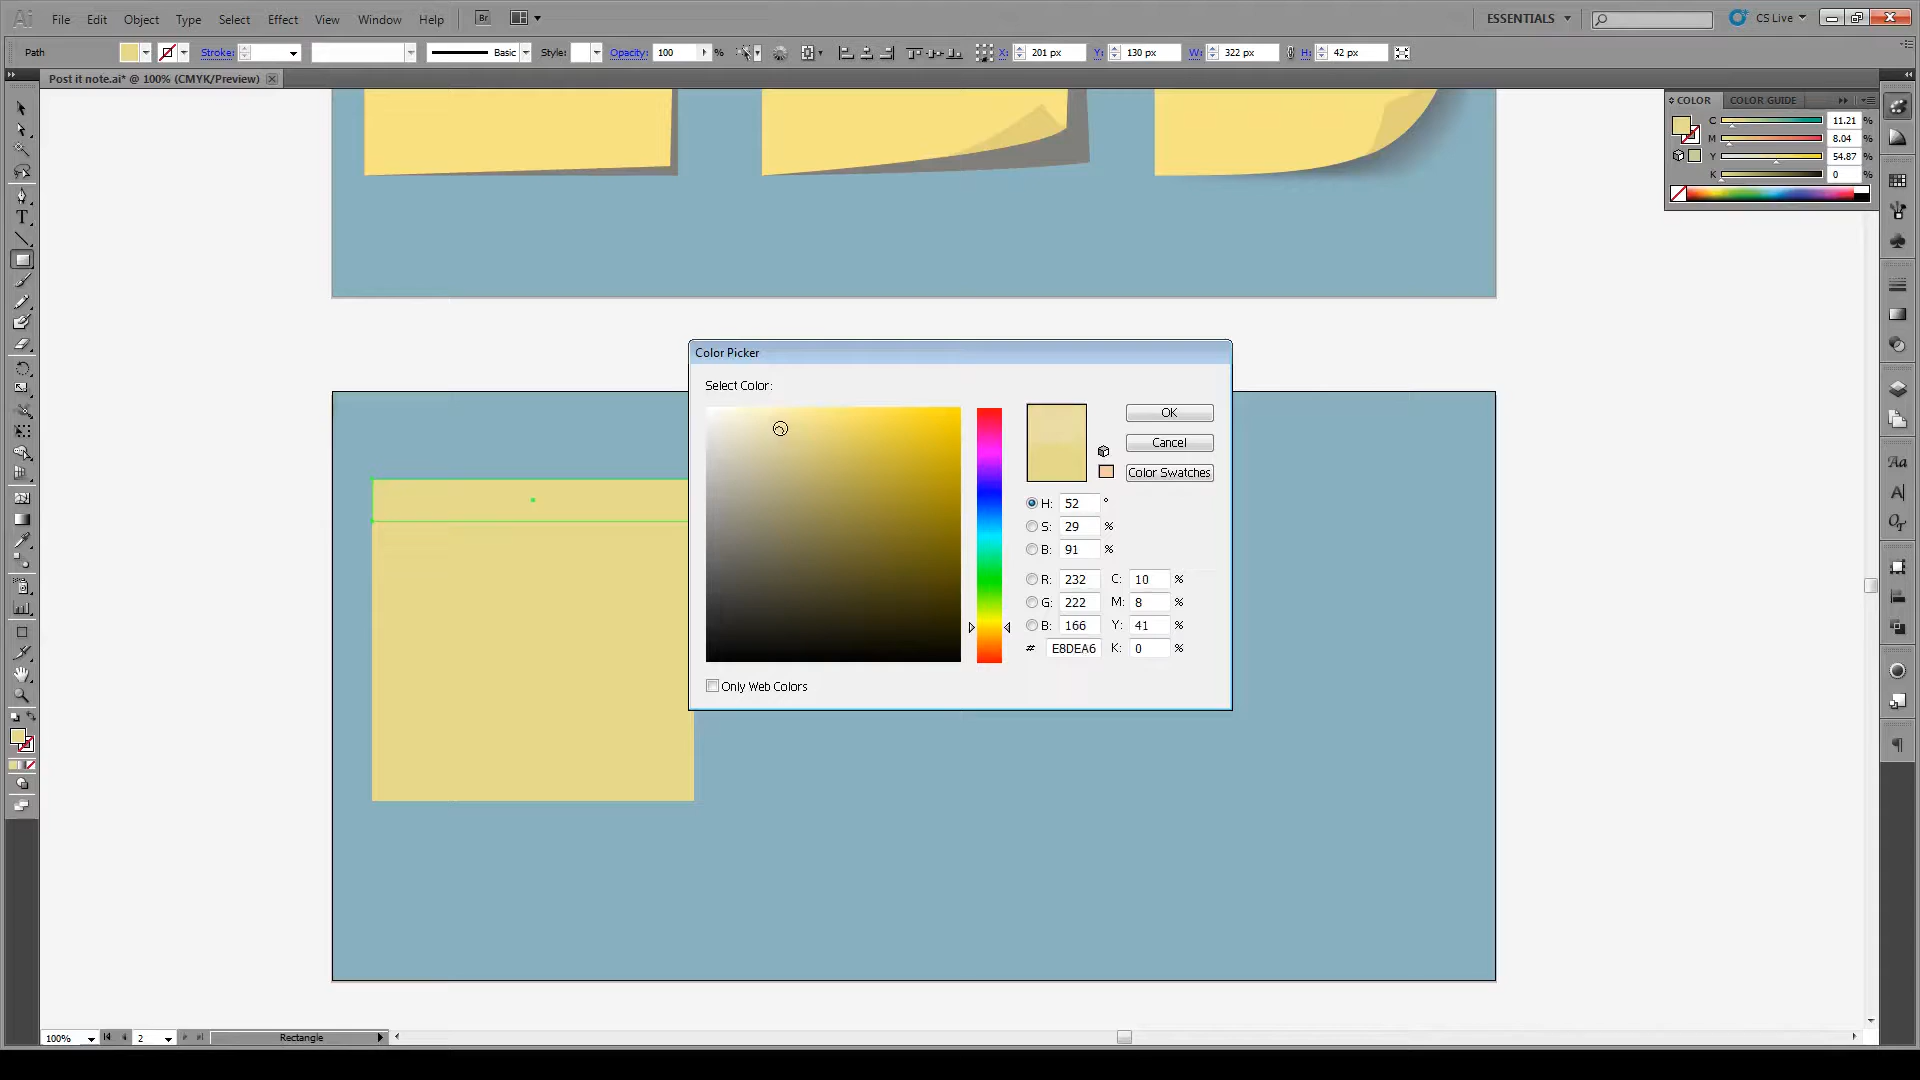 Ai File Edit Object Type Select Effect View Window Help Br ESSENTIALS CS Live
Path Stroke: Basic Style: Opacity: 100 % X: 201 px Y: 130 px W: 322 px H: 42 px
Post it note.ai* @ 100% (CMYK/Preview)
COLOR COLOR GUIDE
C 11.21 %
M 8.04 %
Y 54.87 %
K 0 %
Color Picker
Select Color:
OK
Cancel
Color Swatches
H: 52 °
S: 29 %
B: 91 %
R: 232 C: 10 %
G: 222 M: 8 %
B: 166 Y: 41 %
# E8DEA6 K: 0 %
Only Web Colors
100% 2 Rectangle